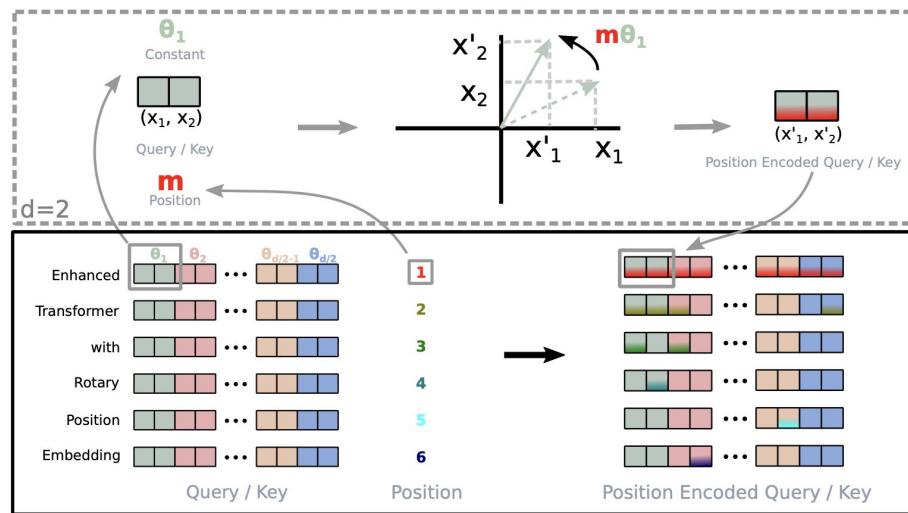 θ₁
Constant
(x₁, x₂)
Query / Key
m
Position
d=2
x'₂
x₂
x'₁
x₁
mθ₁
(x'₁, x'₂)
Position Encoded Query / Key
θ₁ θ₂ θd/2-1 θd/2
Enhanced ••• 1 •••
Transformer ••• 2 •••
with ••• 3 •••
Rotary ••• 4 •••
Position ••• 5 •••
Embedding ••• 6 •••
Query / Key Position Position Encoded Query / Key